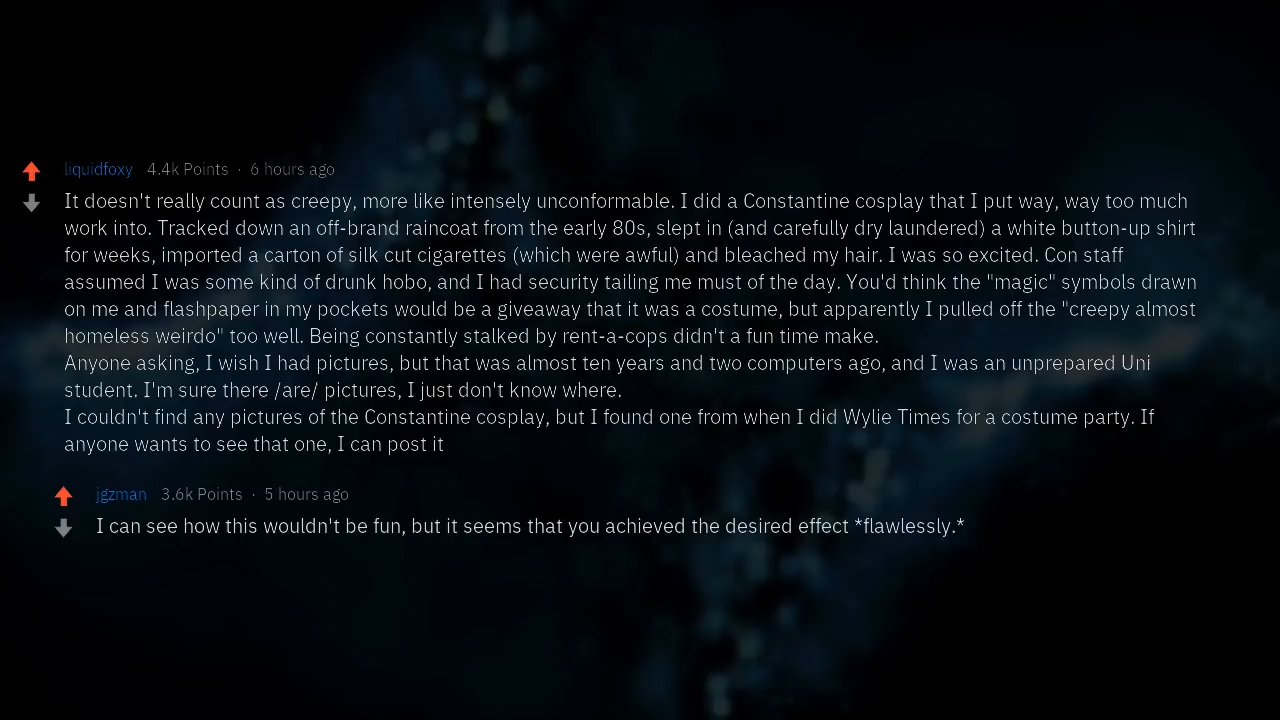 liquidfoxy 4.4k Points · 6 hours ago
It doesn't really count as creepy, more like intensely unconformable. I did a Constantine cosplay that I put way, way too much
work into. Tracked down an off-brand raincoat from the early 80s, slept in (and carefully dry laundered) a white button-up shirt
for weeks, imported a carton of silk cut cigarettes (which were awful) and bleached my hair. I was so excited. Con staff
assumed I was some kind of drunk hobo, and I had security tailing me must of the day. You'd think the "magic" symbols drawn
on me and flashpaper in my pockets would be a giveaway that it was a costume, but apparently I pulled off the "creepy almost
homeless weirdo" too well. Being constantly stalked by rent-a-cops didn't a fun time make.
Anyone asking, I wish I had pictures, but that was almost ten years and two computers ago, and I was an unprepared Uni
student. I'm sure there /are/ pictures, I just don't know where.
I couldn't find any pictures of the Constantine cosplay, but I found one from when I did Wylie Times for a costume party. If
anyone wants to see that one, I can post it
jgzman 3.6k Points · 5 hours ago
I can see how this wouldn't be fun, but it seems that you achieved the desired effect *flawlessly.*